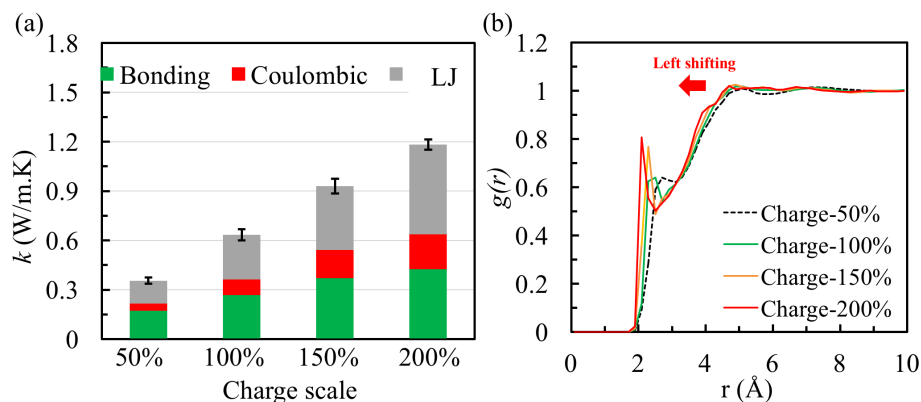 (a)
1.8
1.5
1.2
0.9
0.6
0.3
0
k (W/m.K)
Bonding Coulombic LJ
50% 100% 150% 200%
Charge scale
(b)
1.2
1
0.8
0.6
0.4
0.2
0
g(r)
Left shifting
Charge-50%
Charge-100%
Charge-150%
Charge-200%
0 2 4 6 8 10
r (Å)